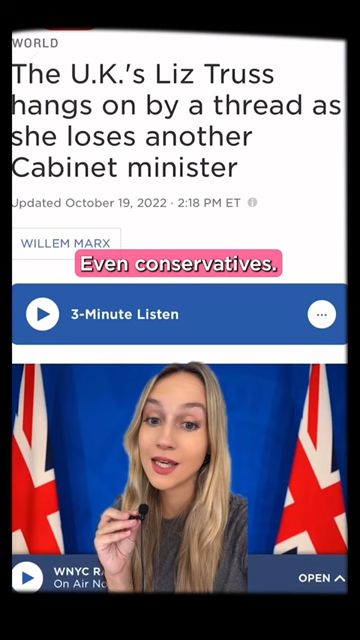 WORLD
The U.K.'s Liz Truss
hangs on by a thread as
she loses another
Cabinet minister
Updated October 19, 2022 · 2:18 PM ET
WILLEM MARX
Even conservatives.
3-Minute Listen
WNYC
On Air
OPEN